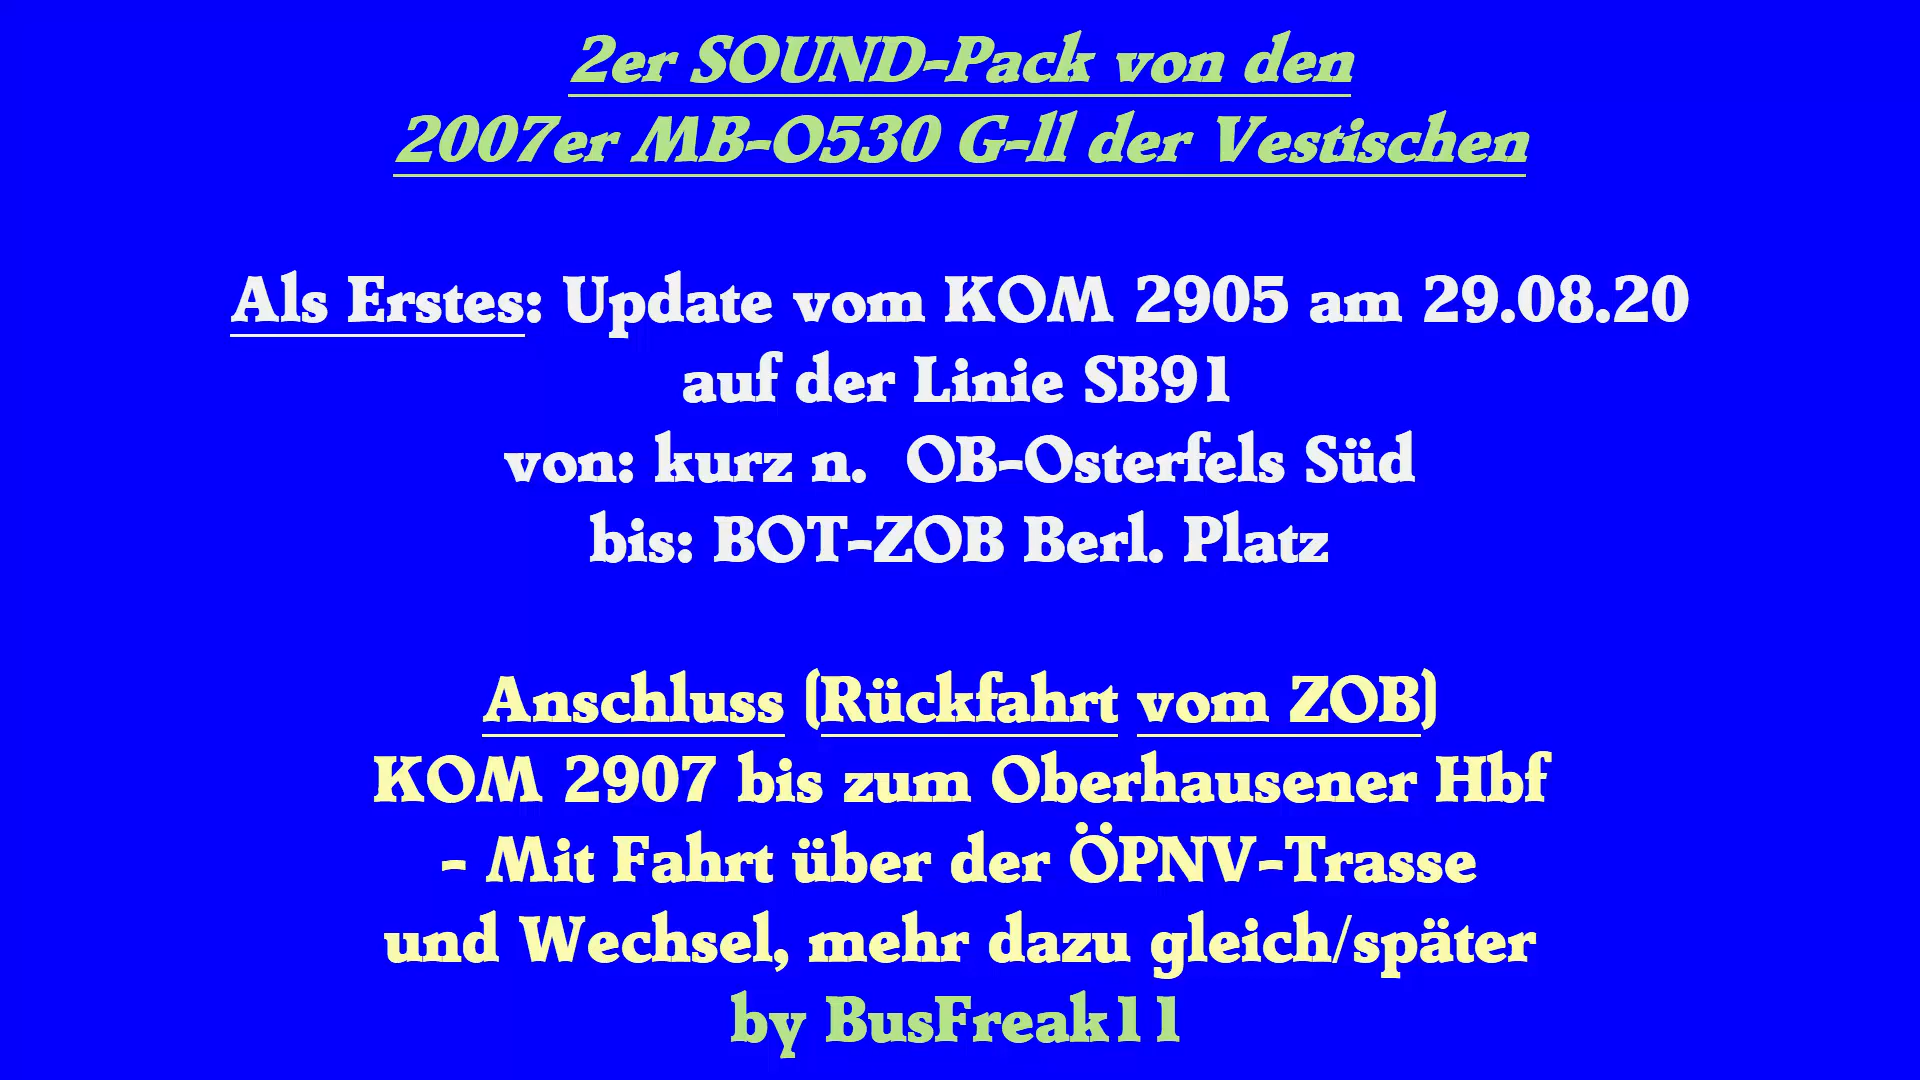 2er SOUND-Pack von den
2007er MB-O530 G-ll der Vestischen
Als Erstes: Update vom KOM 2905 am 29.08.20
auf der Linie SB91
von: kurz n. OB-Osterfels Süd
bis: BOT-ZOB Berl. Platz
Anschluss (Rückfahrt vom ZOB)
KOM 2907 bis zum Oberhausener Hbf
- Mit Fahrt über der ÖPNV-Trasse
und Wechsel, mehr dazu gleich/später
by BusFreak11